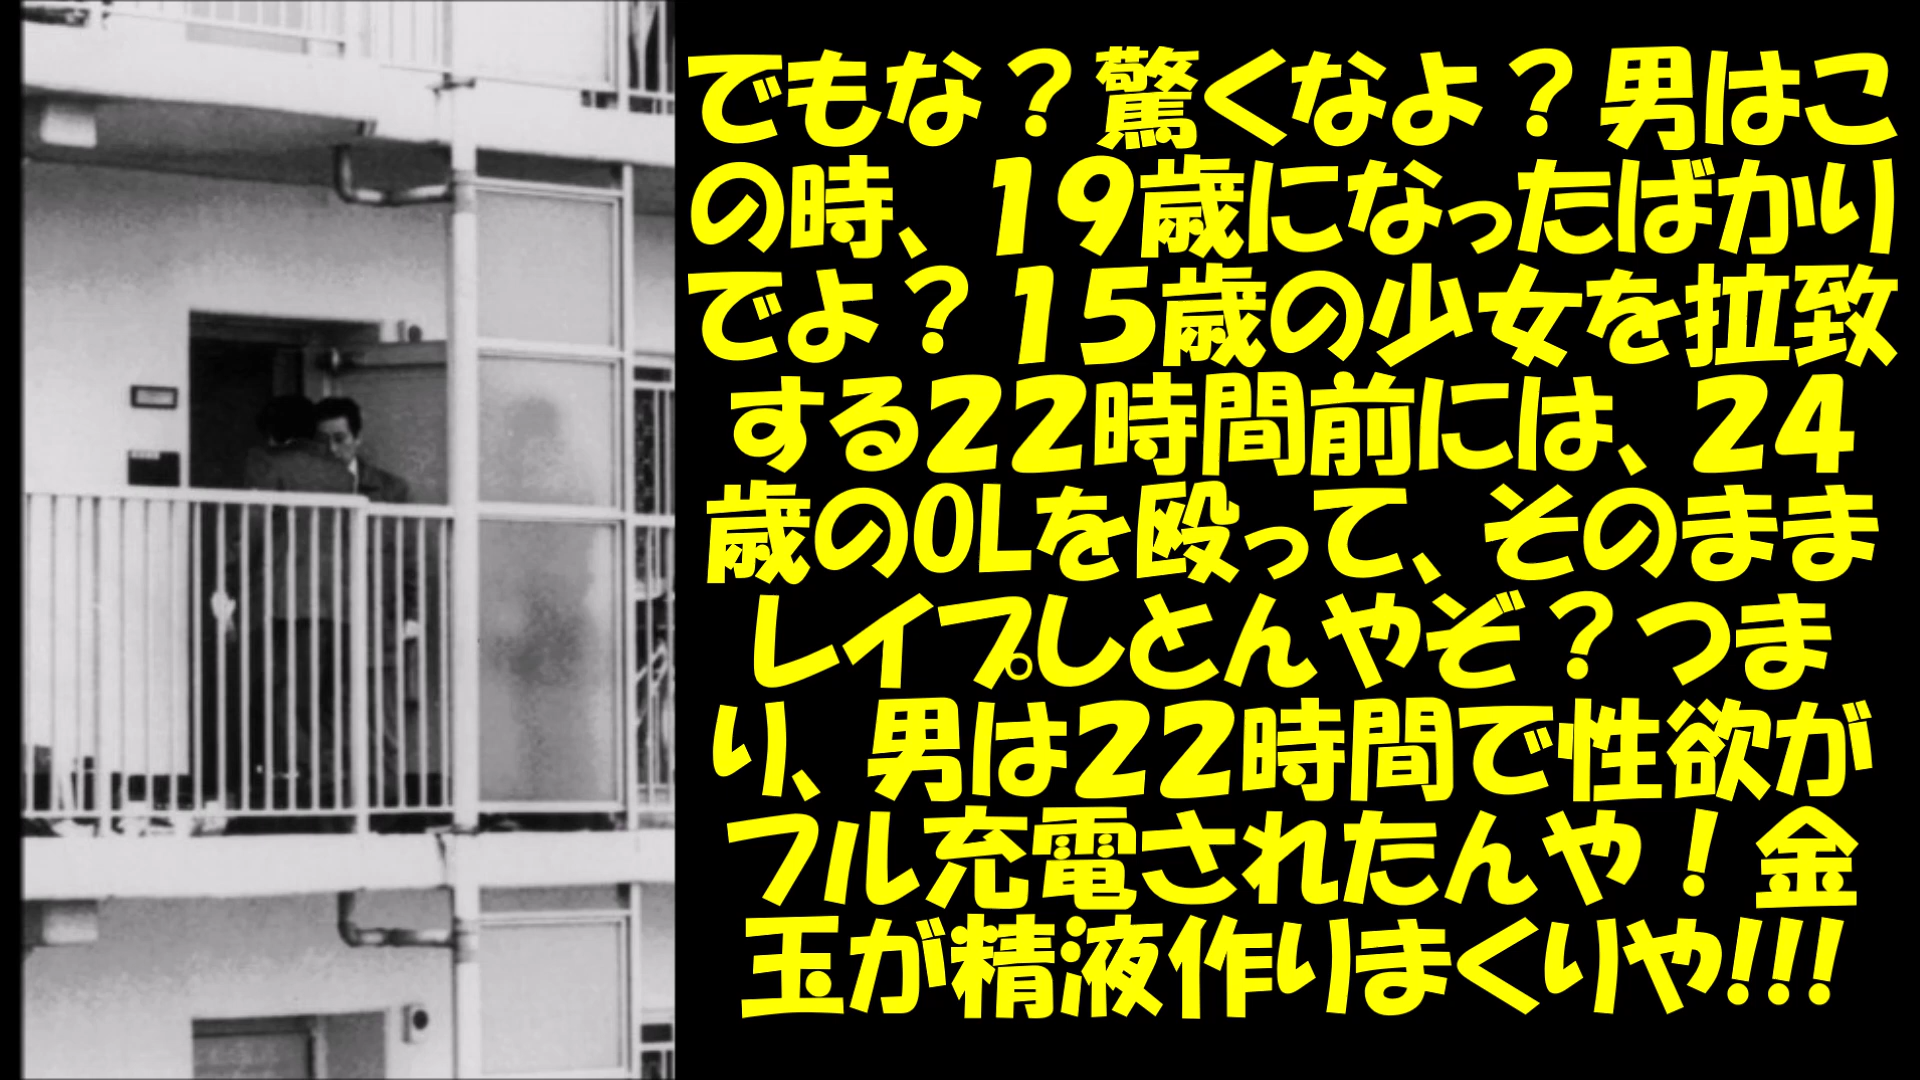 でもな？驚くなよ？男はこ
の時、19歳になったばかり
でよ？15歳の少女を拉致
する22時間前には、24
歳のOLを殴って、そのまま
レイプしとんやぞ？つま
り、男は22時間で性欲が
フル充電されたんや！金
玉が精液作りまくりや!!!